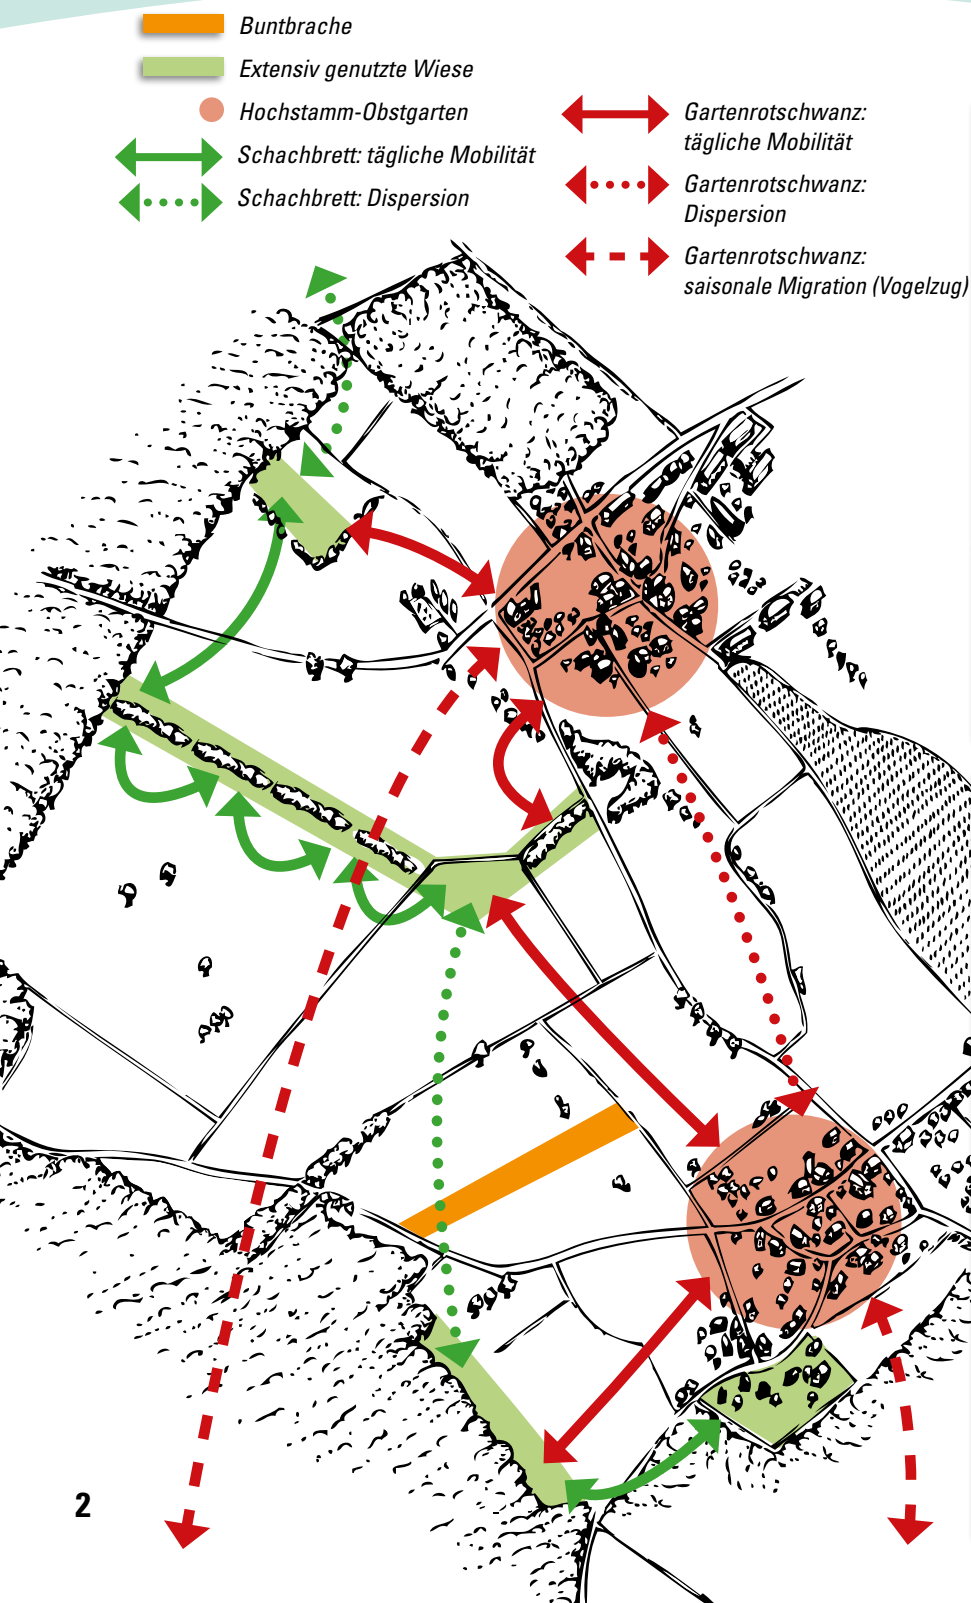 Buntbrache
Extensiv genutzte Wiese
Hochstamm-Obstgarten
Schachbrett: tägliche Mobilität
Schachbrett: Dispersion
Gartenrotschwanz:
tägliche Mobilität
Gartenrotschwanz:
Dispersion
Gartenrotschwanz:
saisonale Migration (Vogelzug)
2